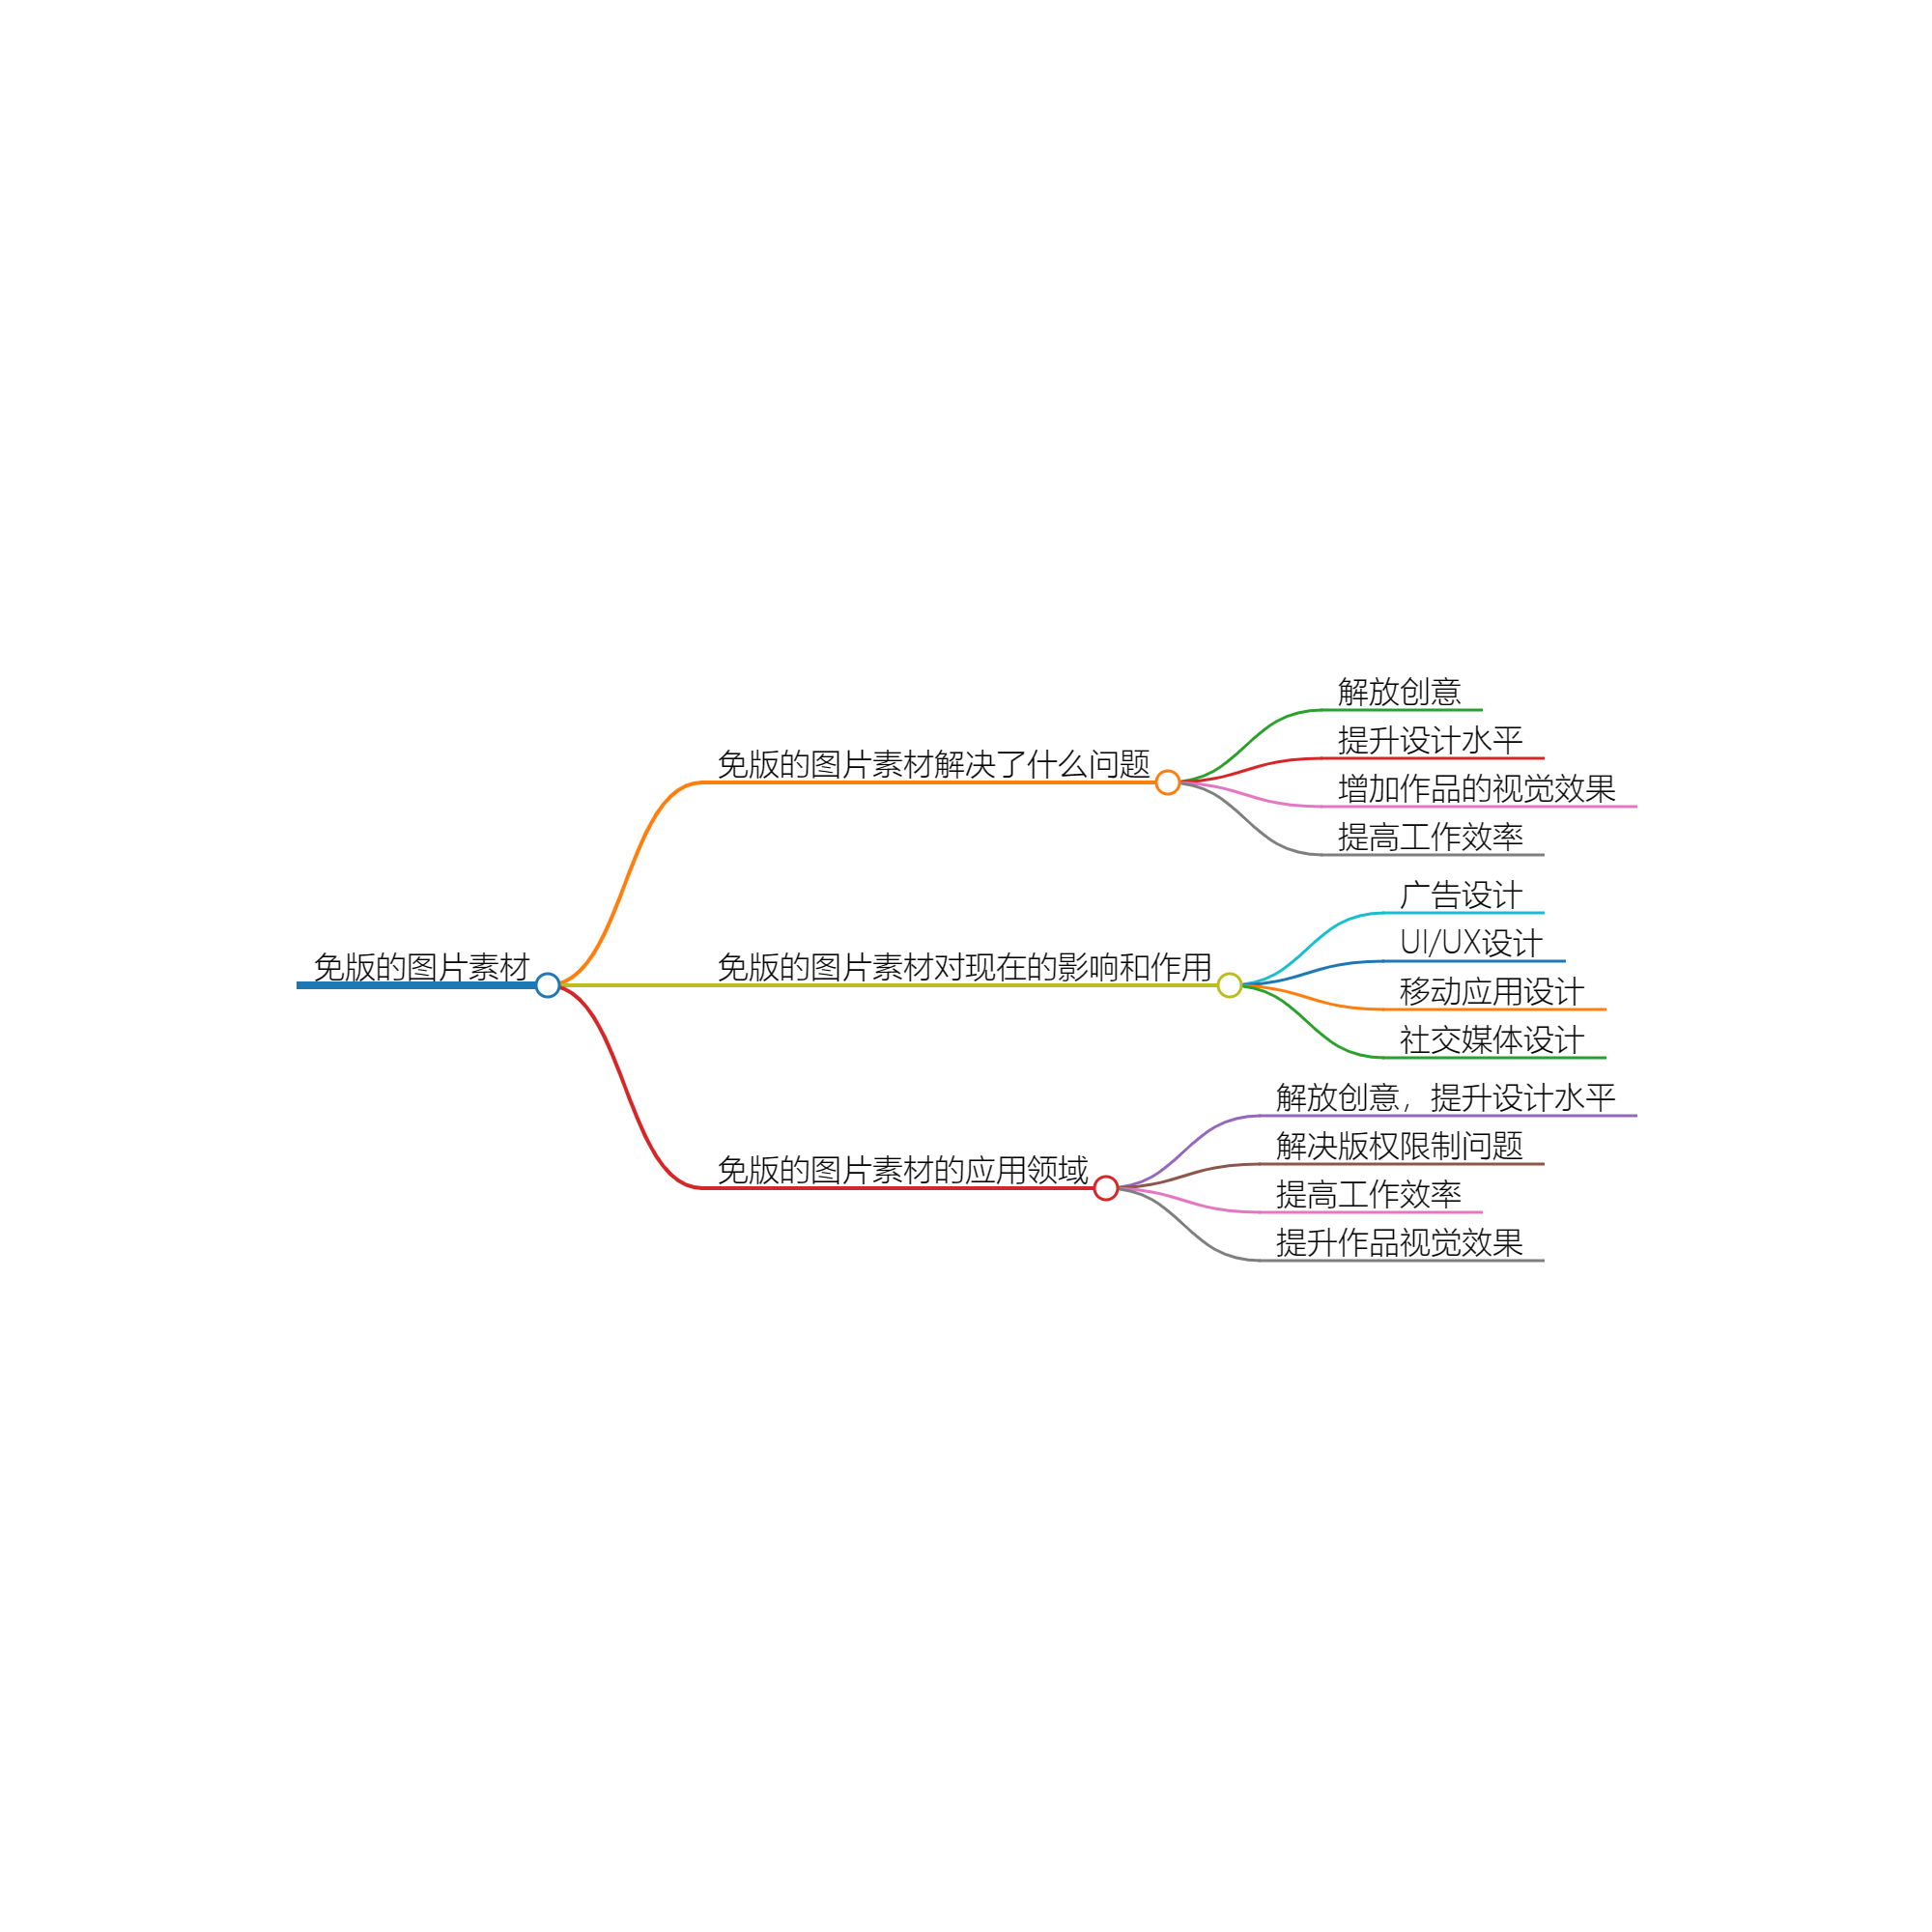 免版的图片素材
免版的图片素材解决了什么问题
解放创意
提升设计水平
增加作品的视觉效果
提高工作效率
免版的图片素材对现在的影响和作用
广告设计
UI/UX设计
移动应用设计
社交媒体设计
免版的图片素材的应用领域
解放创意，提升设计水平
解决版权限制问题
提高工作效率
提升作品视觉效果